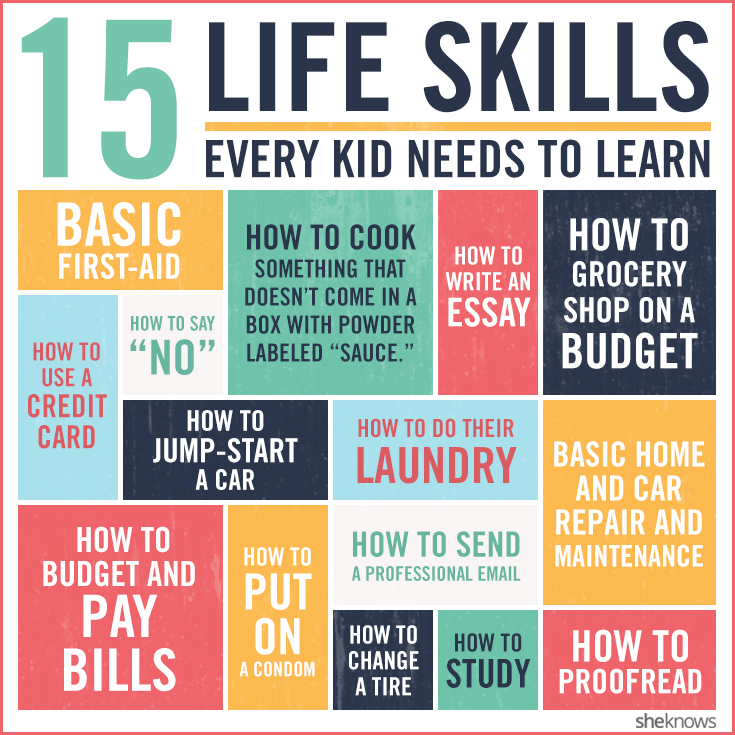 15
LIFE SKILLS
EVERY KID NEEDS TO LEARN
BASIC
FIRST-AID
HOW TO COOK
SOMETHING THAT
DOESN'T COME IN A
BOX WITH POWDER
LABELED “SAUCE.”
HOW TO
WRITE AN
ESSAY
HOW TO
GROCERY
SHOP ON A
BUDGET
HOW TO
USE A
CREDIT
CARD
HOW TO SAY
“NO”
HOW TO
JUMP-START
A CAR
HOW TO DO THEIR
LAUNDRY
BASIC HOME
AND CAR
REPAIR AND
MAINTENANCE
HOW TO
BUDGET AND
PAY
BILLS
HOW TO
PUT
ON
A CONDOM
HOW TO SEND
A PROFESSIONAL EMAIL
HOW TO
CHANGE
A TIRE
HOW TO
STUDY
HOW TO
PROOFREAD
sheknows